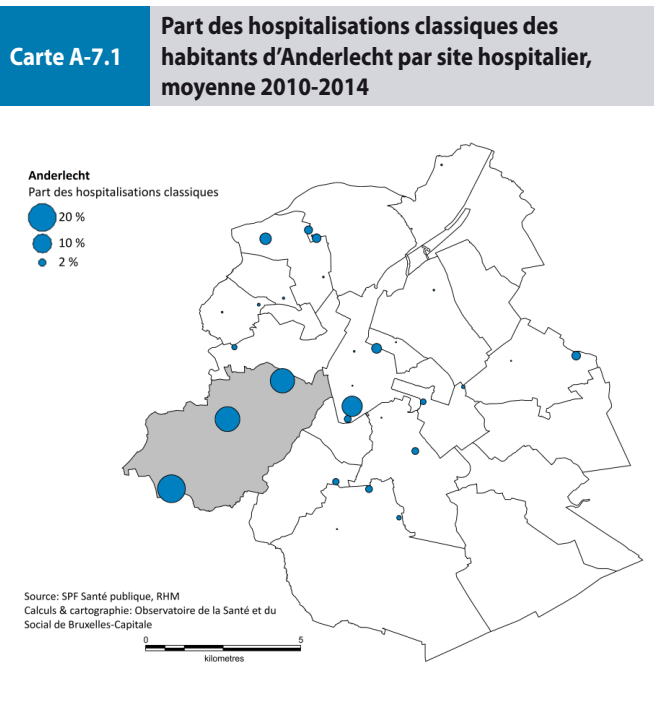 Carte A-7.1
Part des hospitalisations classiques des
habitants d'Anderlecht par site hospitalier,
moyenne 2010-2014
Anderlecht
Part des hospitalisations classiques
20 %
10 %
2 %
Source: SPF Santé publique, RHM
Calculs & cartographie: Observatoire de la Santé et du
Social de Bruxelles-Capitale
0 5
kilometres